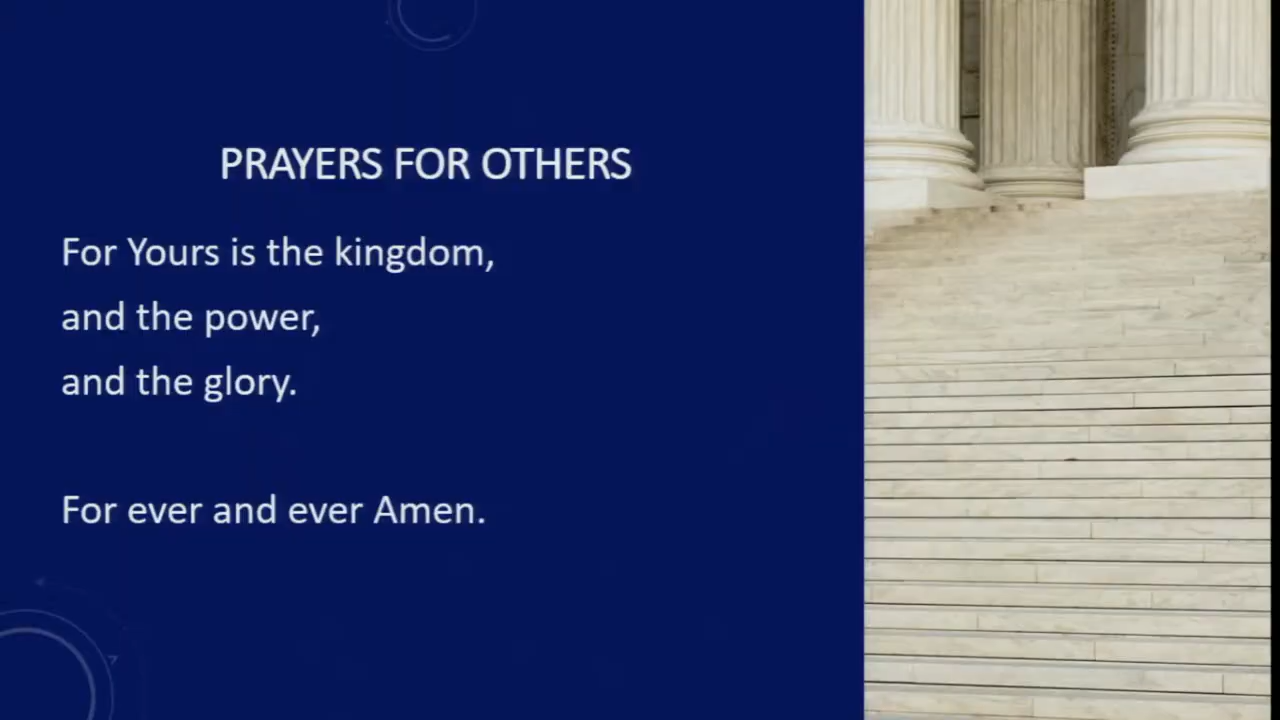 PRAYERS FOR OTHERS
For Yours is the kingdom,
and the power,
and the glory.
For ever and ever Amen.